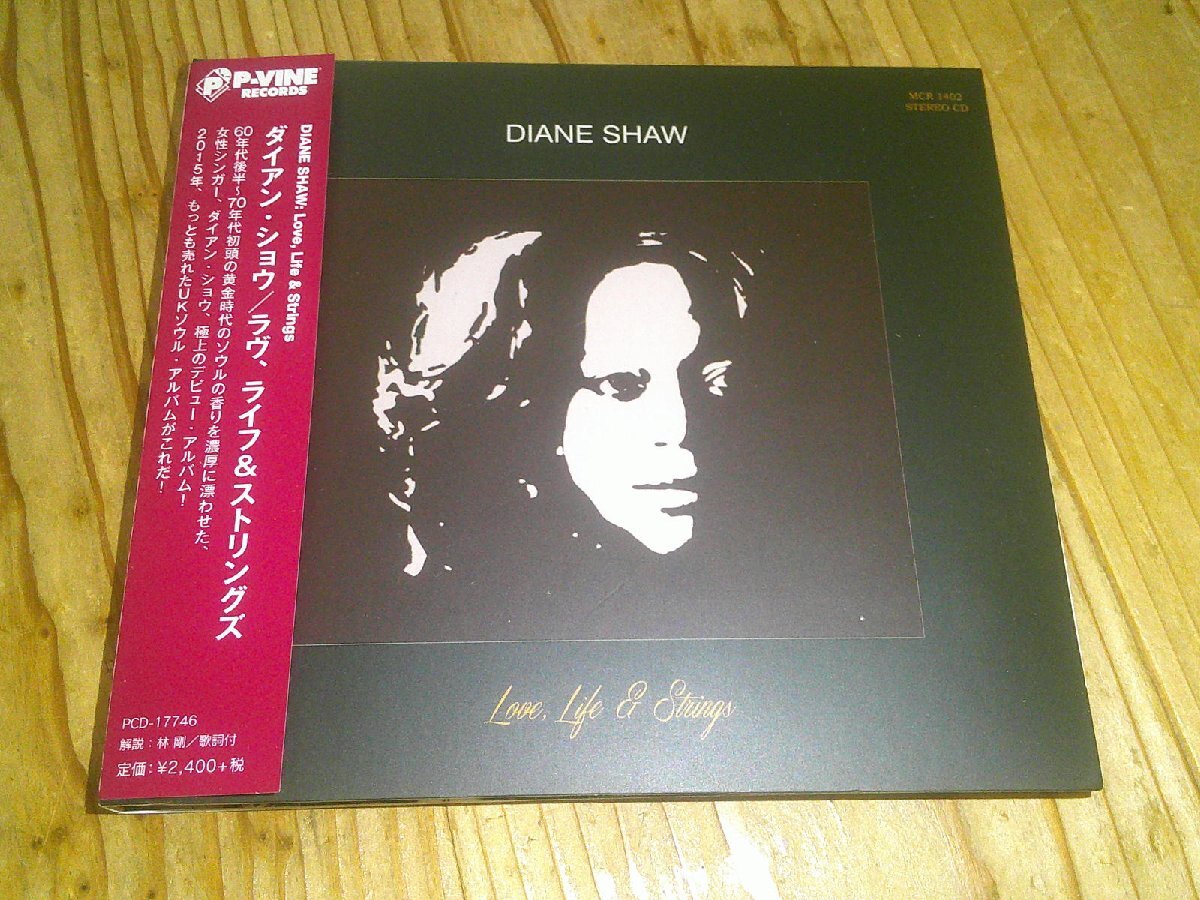 P-VINE
RECORDS
DIANE SHAW: Love, Life & Strings
ダイアン・ショウ／ラヴ、ライフ&ストリングズ
60年代後半～70年代初頭の黄金時代のソウルの香りを濃厚に漂わせた、
女性シンガー、ダイアン・ショウ、極上のデビュー・アルバム！
2015年、もっとも売れたUKソウル・アルバムがこれだ！
PCD-17746
解説：林 剛／歌詞付
定価：¥2,400+税
MCR 1402
STEREO CD
DIANE SHAW
Love, Life & Strings